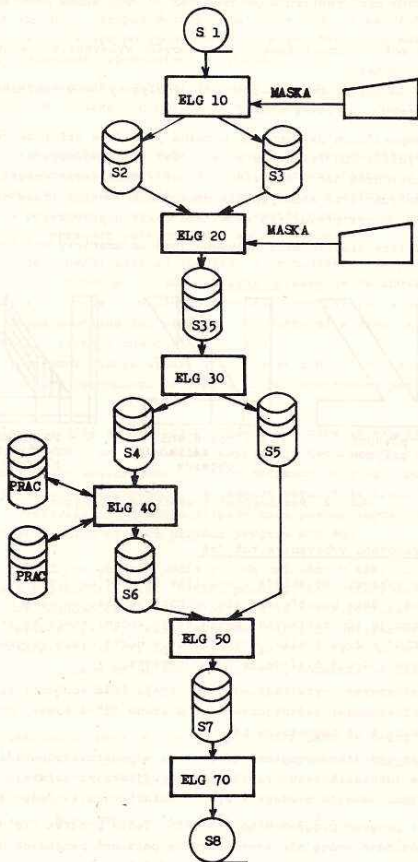 S 1
ELG 10
MASKA
S2
S3
ELG 20
MASKA
S35
ELG 30
S4
S5
PRAC
ELG 40
PRAC
S6
ELG 50
S7
ELG 70
S8